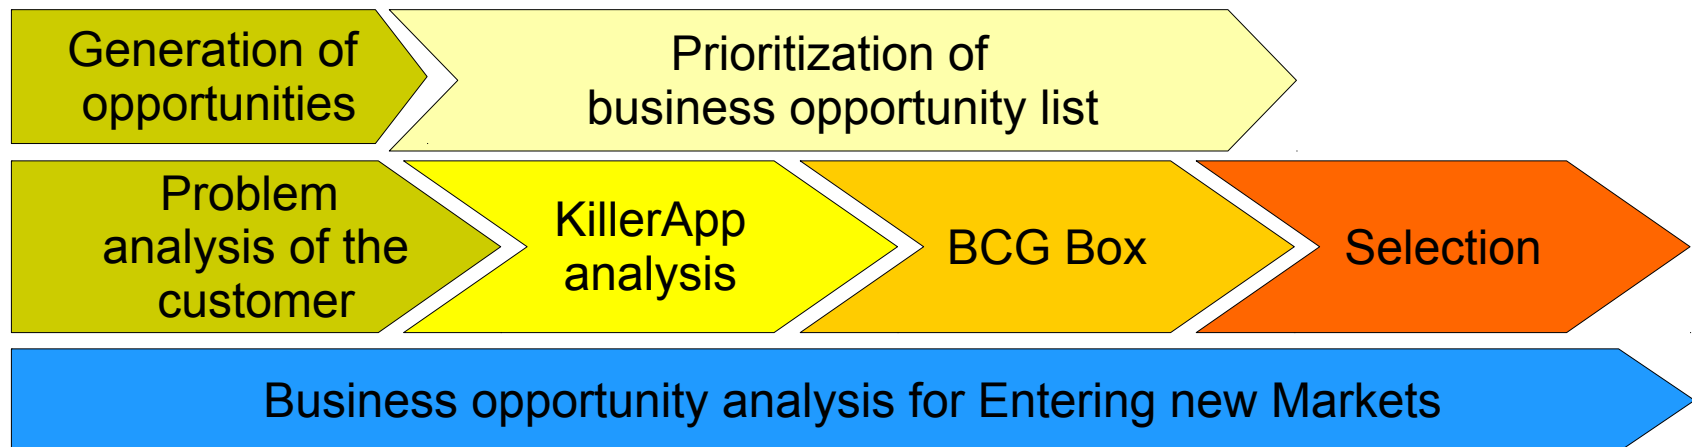 Generation of
opportunities
Prioritization of
business opportunity list
Problem
analysis of the
customer
KillerApp
analysis
BCG Box
Selection
Business opportunity analysis for Entering new Markets